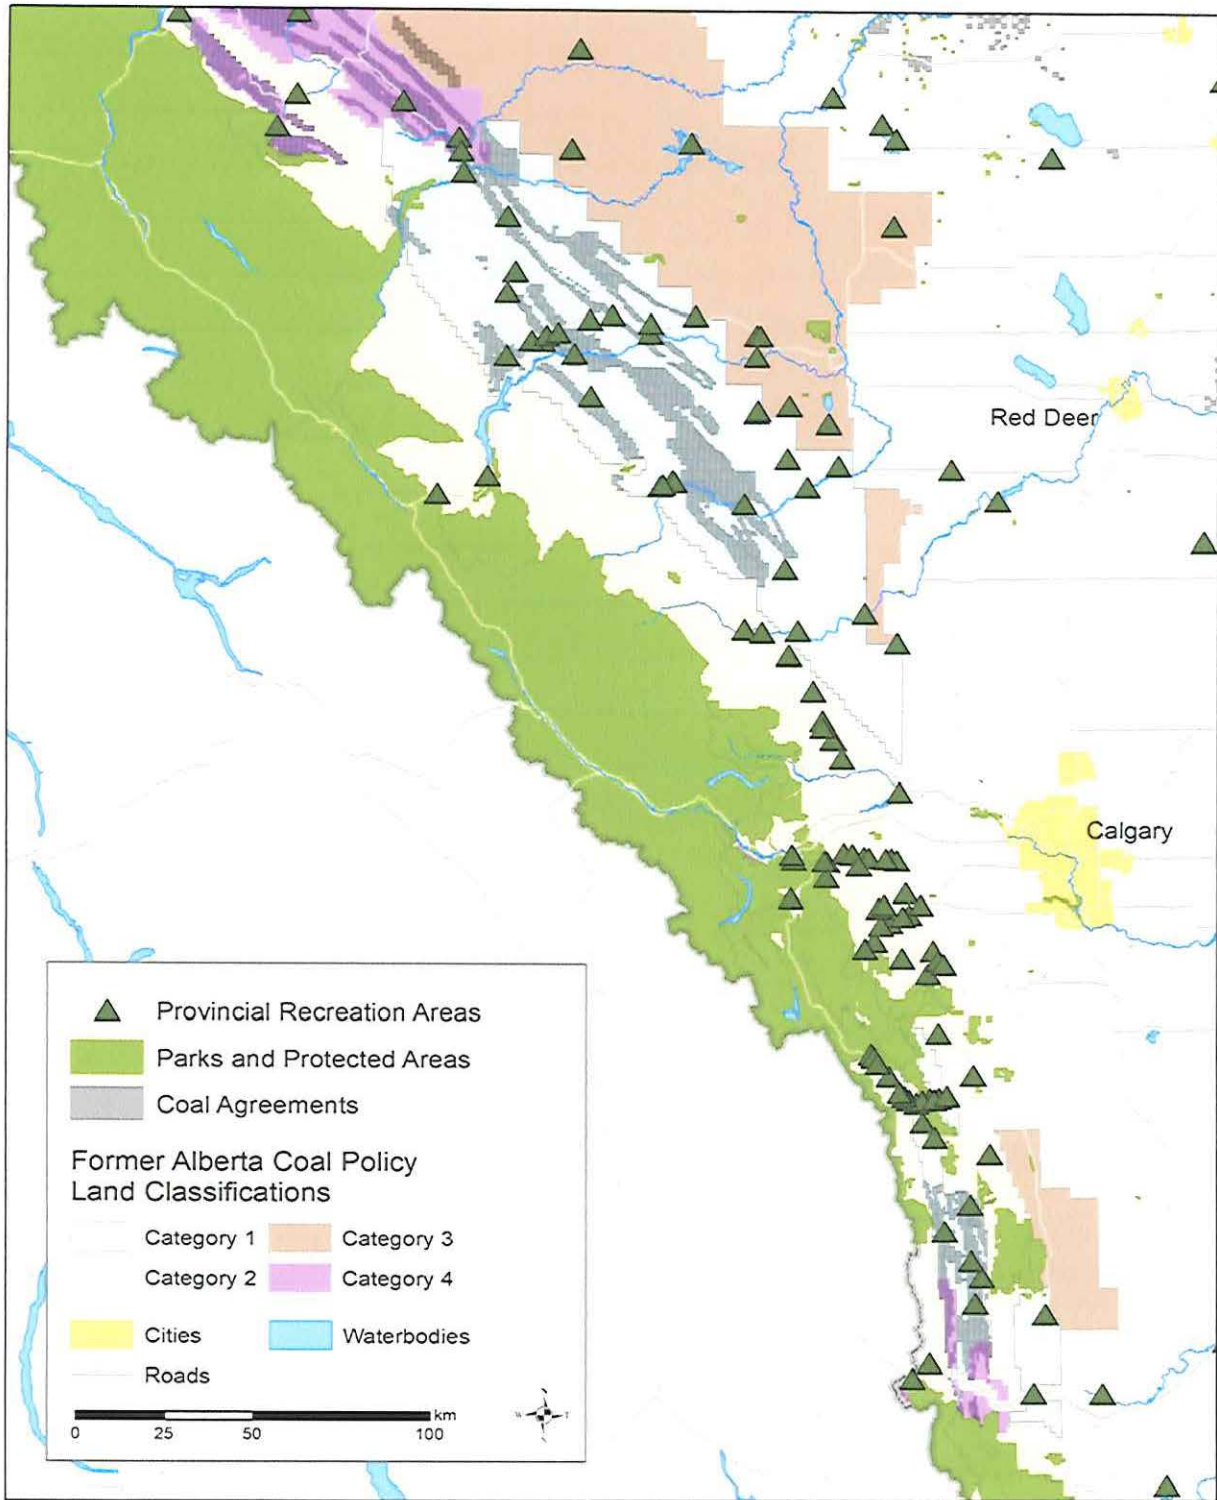 Red Deer
Calgary
Provincial Recreation Areas
Parks and Protected Areas
Coal Agreements
Former Alberta Coal Policy
Land Classifications
Category 1
Category 3
Category 2
Category 4
Cities
Waterbodies
Roads
km
0 25 50 100
W